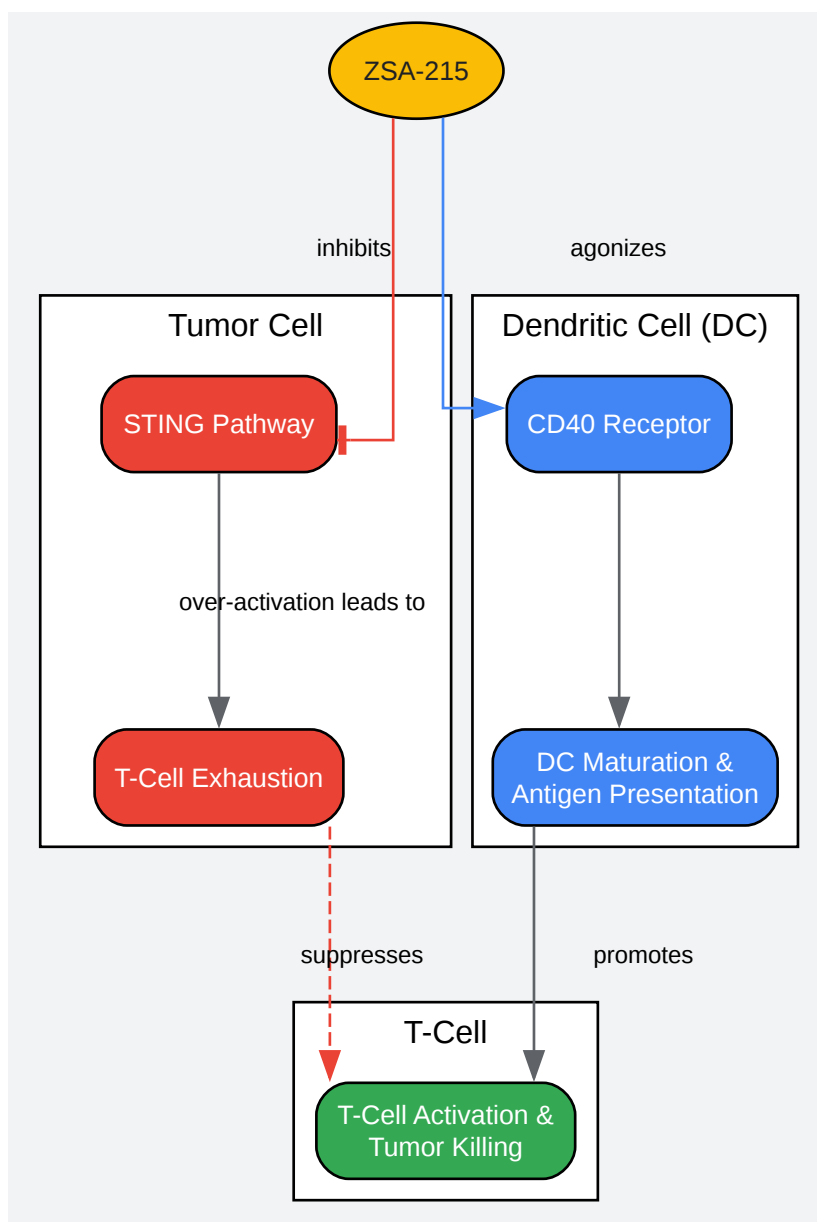 ZSA-215
inhibits
agonizes
Tumor Cell
Dendritic Cell (DC)
STING Pathway
CD40 Receptor
over-activation leads to
T-Cell Exhaustion
DC Maturation &
Antigen Presentation
suppresses
promotes
T-Cell
T-Cell Activation &
Tumor Killing